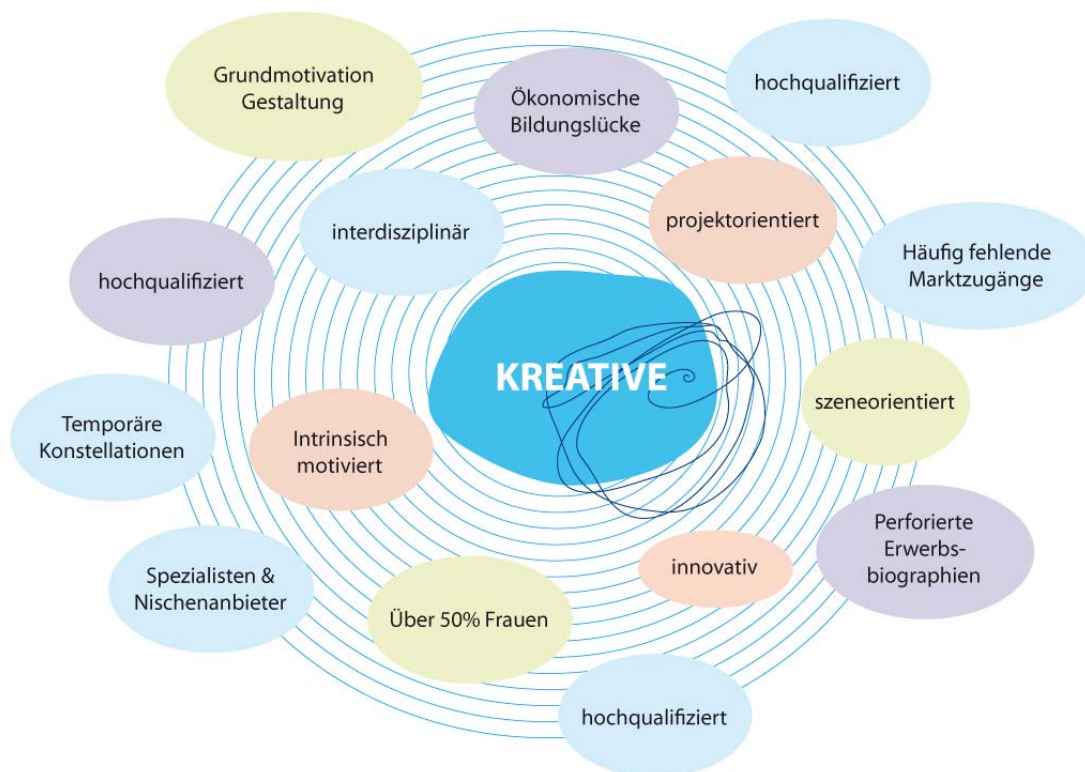 Grundmotivation
Gestaltung
Ökonomische
Bildungslücke
hochqualifiziert
interdisziplinär
projektorientiert
hochqualifiziert
Häufig fehlende
Marktzugänge
KREATIVE
szeneorientiert
Temporäre
Konstellationen
Intrinsisch
motiviert
Perforierte
Erwerbs-
biographien
Spezialisten &
Nischenanbieter
Über 50% Frauen
innovativ
hochqualifiziert